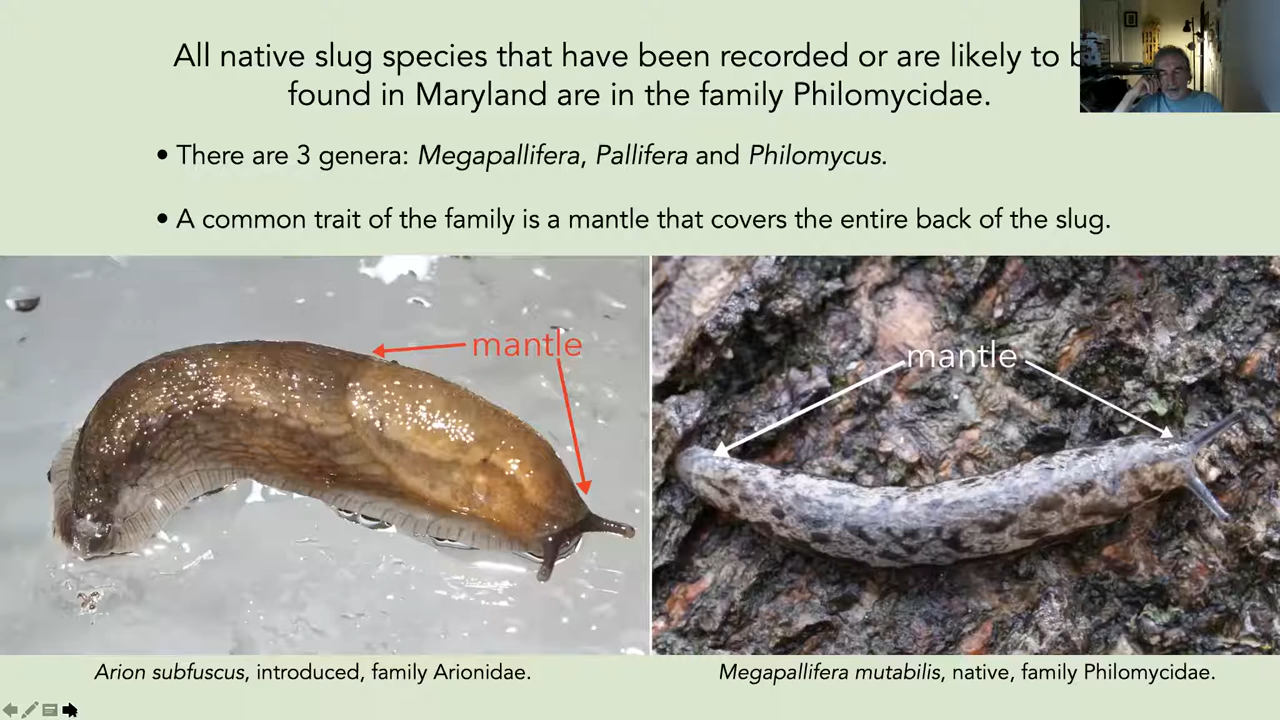 All native slug species that have been recorded or are likely to
found in Maryland are in the family Philomycidae.
• There are 3 genera: Megapallifera, Pallifera and Philomycus.
• A common trait of the family is a mantle that covers the entire back of the slug.
mantle
mantle
Arion subfuscus, introduced, family Arionidae.
Megapallifera mutabilis, native, family Philomycidae.